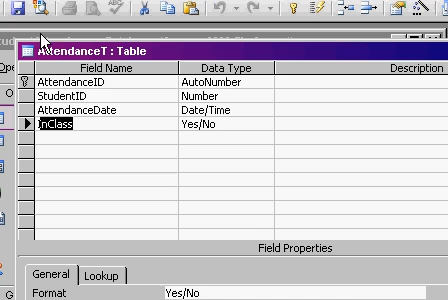 AttendanceT : Table
Field Name Data Type Description
AttendanceID AutoNumber
StudentID Number
AttendanceDate Date/Time
InClass Yes/No
Field Properties
General Lookup
Format Yes/No